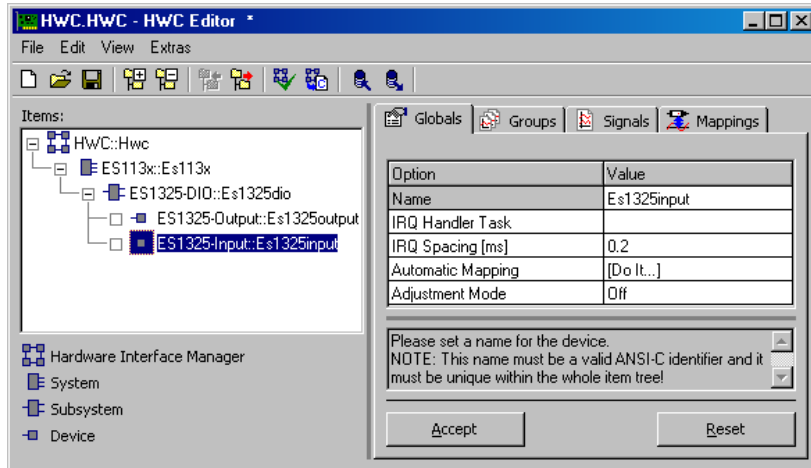 HWC.HWC - HWC Editor *
File Edit View Extras
Items:
HWC::Hwc
ES113x::Es113x
ES1325-DIO::Es1325dio
ES1325-Output::Es1325output
ES1325-Input::Es1325input
Hardware Interface Manager
System
Subsystem
Device
Globals Groups Signals Mappings
Option Value
Name Es1325input
IRQ Handler Task
IRQ Spacing [ms] 0.2
Automatic Mapping [Do It...]
Adjustment Mode Off
Please set a name for the device.
NOTE: This name must be a valid ANSI-C identifier and it
must be unique within the whole item tree!
Accept Reset